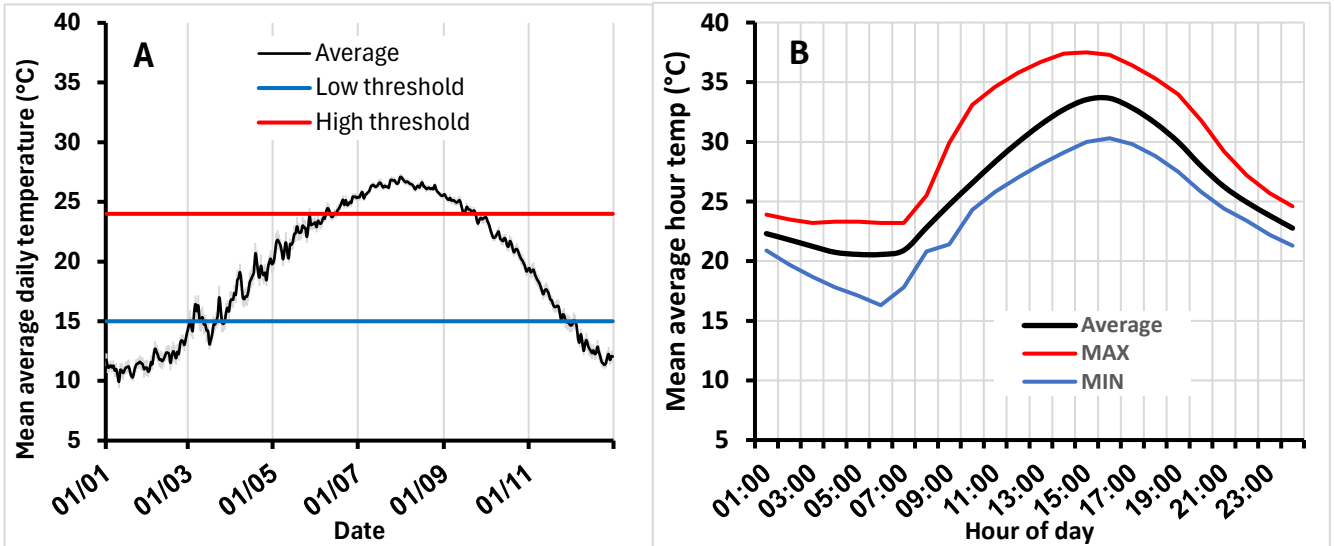 A
Average
Low threshold
High threshold
Mean average daily temperature (°C)
40
35
30
25
20
15
10
5
01/01
01/03
01/05
01/07
01/09
01/11
Date
B
Average
MAX
MIN
Mean average hour temp (°C)
40
35
30
25
20
15
10
5
01:00
03:00
05:00
07:00
09:00
11:00
13:00
15:00
17:00
19:00
21:00
23:00
Hour of day